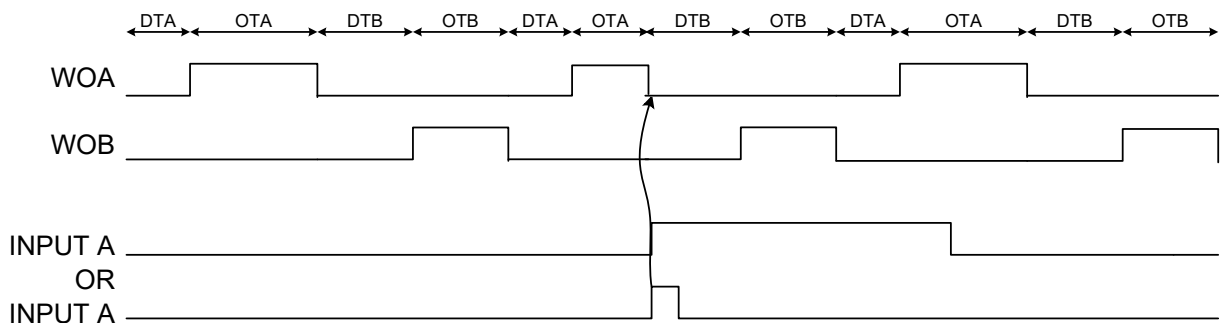 DTA OTA DTB OTB DTA OTA DTB OTB DTA OTA DTB OTB
WOA
WOB
INPUT A
OR
INPUT A